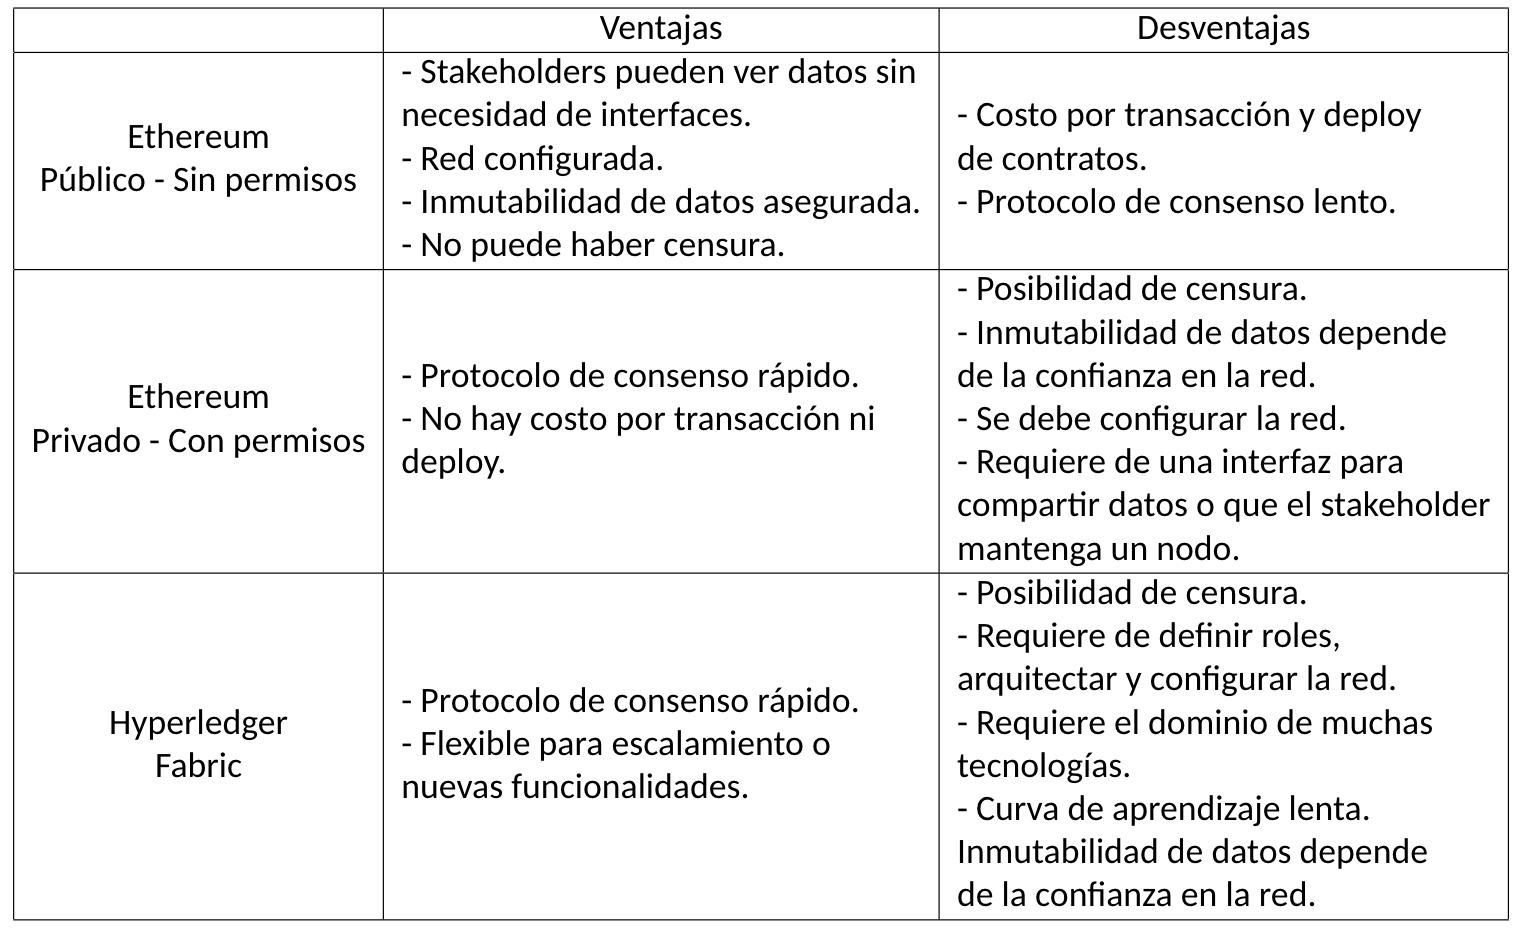 Ventajas
Desventajas
Ethereum
Público - Sin permisos
- Stakeholders pueden ver datos sin
necesidad de interfaces.
- Red configurada.
- Inmutabilidad de datos asegurada.
- No puede haber censura.
- Costo por transacción y deploy
de contratos.
- Protocolo de consenso lento.
Ethereum
Privado - Con permisos
- Protocolo de consenso rápido.
- No hay costo por transacción ni
deploy.
- Posibilidad de censura.
- Inmutabilidad de datos depende
de la confianza en la red.
- Se debe configurar la red.
- Requiere de una interfaz para
compartir datos o que el stakeholder
mantenga un nodo.
Hyperledger
Fabric
- Protocolo de consenso rápido.
- Flexible para escalamiento o
nuevas funcionalidades.
- Posibilidad de censura.
- Requiere de definir roles,
arquitectar y configurar la red.
- Requiere el dominio de muchas
tecnologías.
- Curva de aprendizaje lenta.
Inmutabilidad de datos depende
de la confianza en la red.